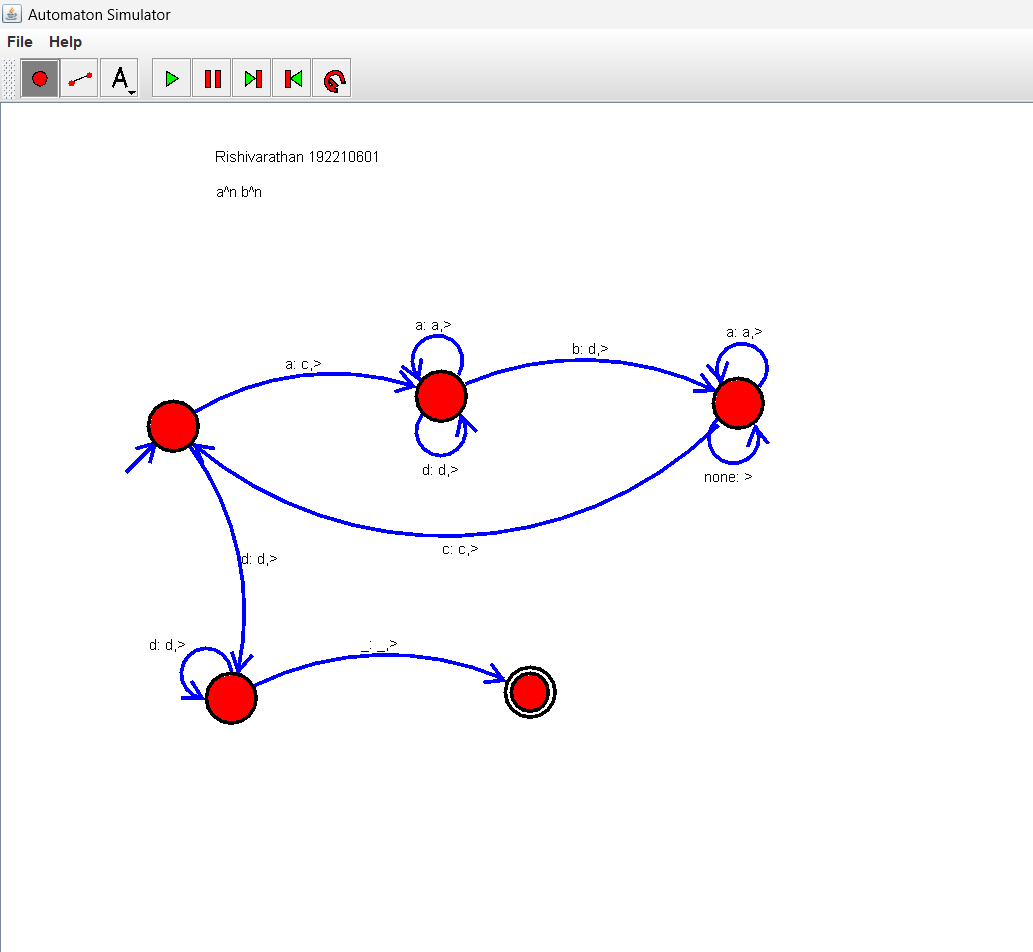 Automaton Simulator
File Help
A
Rishivarathan 192210601
a^n b^n
a: a,>
a: a,>
b: d,>
a: c,>
d: d,>
none: >
c: c,>
d: d,>
d: d,>
_: _,>